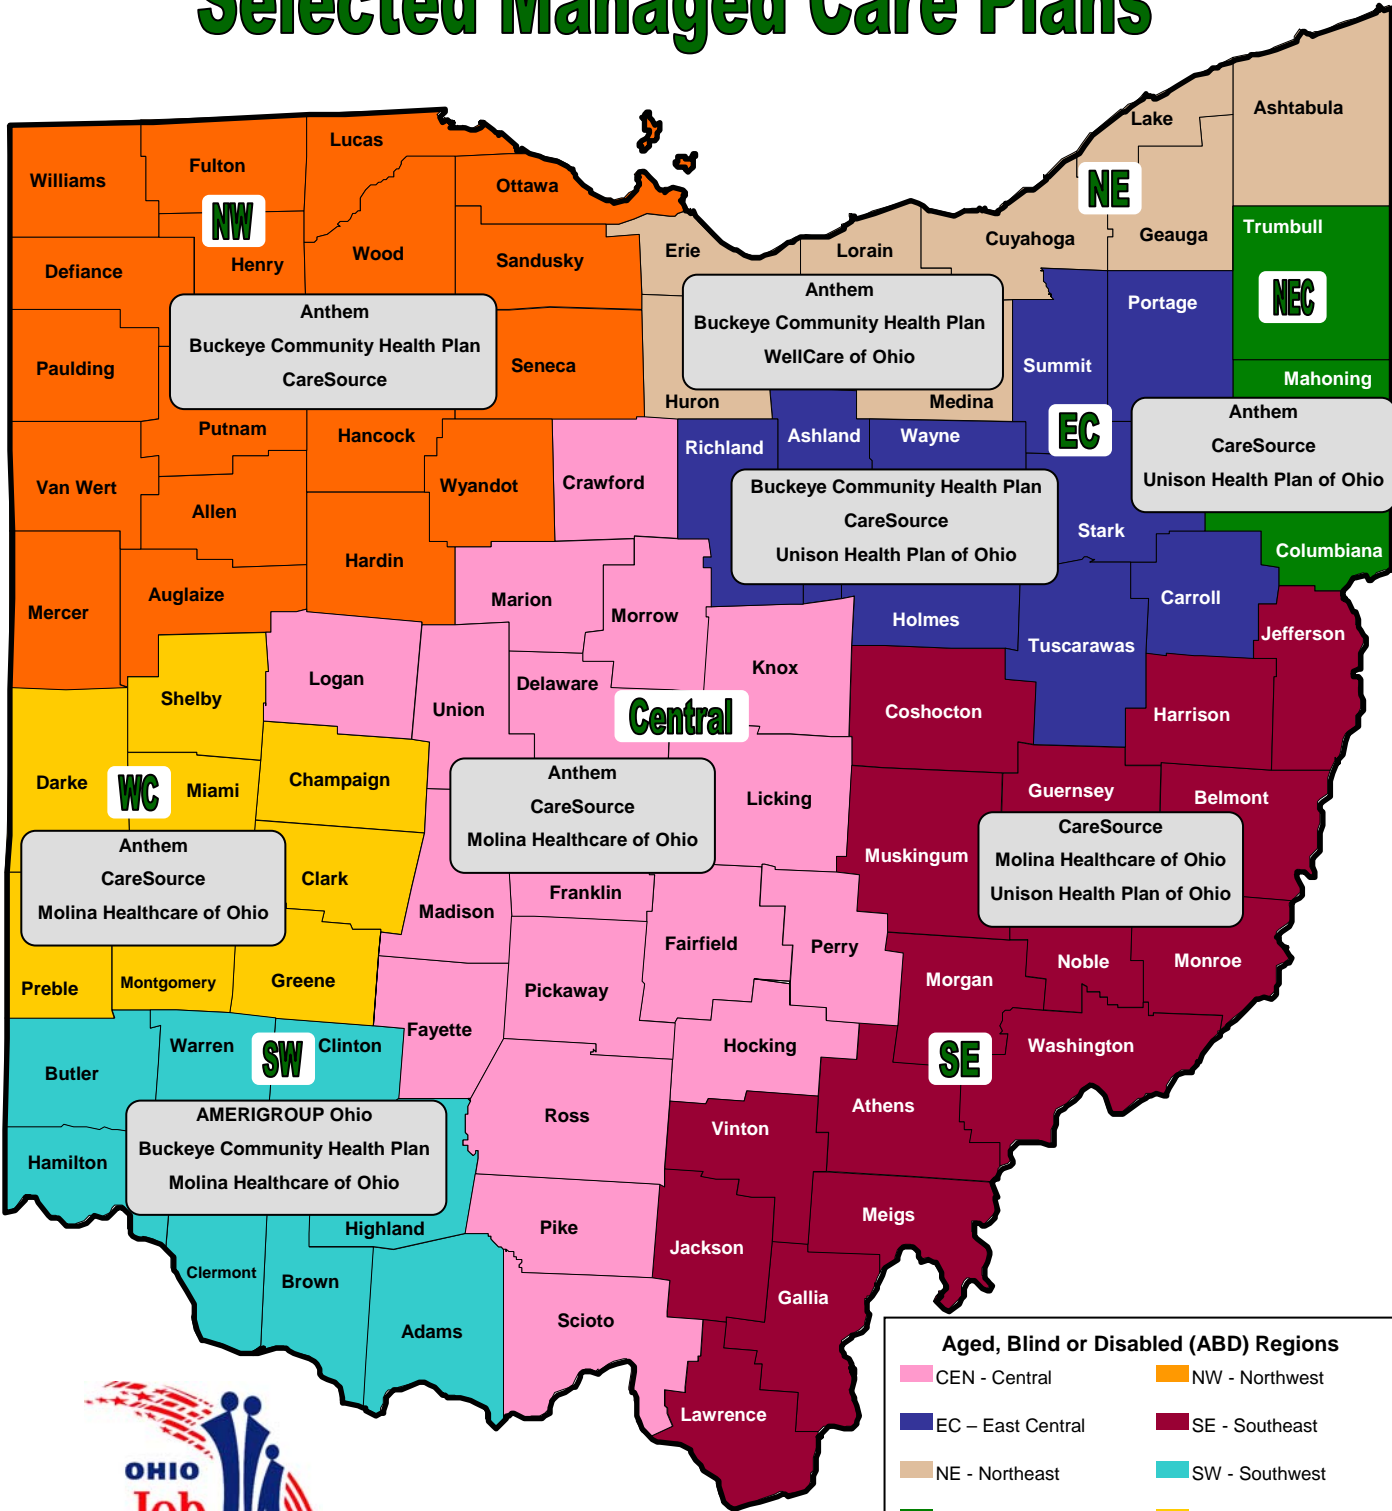 Selected Managed Care Plans
Williams
Fulton
Lucas
Ottawa
NW
Defiance
Henry
Wood
Sandusky
Anthem
Buckeye Community Health Plan
CareSource
Paulding
Seneca
Putnam
Hancock
Van Wert
Allen
Wyandot
Mercer
Auglaize
Hardin
Lake
Ashtabula
NE
Erie
Lorain
Cuyahoga
Geauga
Anthem
Buckeye Community Health Plan
WellCare of Ohio
Huron
Medina
Trumbull
NEC
Mahoning
Anthem
CareSource
Unison Health Plan of Ohio
Columbiana
Portage
Summit
EC
Richland
Ashland
Wayne
Buckeye Community Health Plan
CareSource
Unison Health Plan of Ohio
Stark
Holmes
Tuscarawas
Carroll
Crawford
Marion
Morrow
Logan
Union
Delaware
Knox
Central
Anthem
CareSource
Molina Healthcare of Ohio
Licking
Madison
Franklin
Fairfield
Perry
Pickaway
Fayette
Hocking
Ross
Pike
Scioto
Shelby
Darke
WC
Miami
Champaign
Anthem
CareSource
Molina Healthcare of Ohio
Clark
Preble
Montgomery
Greene
Butler
Warren
SW
Clinton
AMERIGROUP Ohio
Buckeye Community Health Plan
Molina Healthcare of Ohio
Hamilton
Highland
Clermont
Brown
Adams
Jefferson
Coshocton
Harrison
Guernsey
Belmont
CareSource
Molina Healthcare of Ohio
Unison Health Plan of Ohio
Muskingum
Morgan
Noble
Monroe
SE
Washington
Athens
Vinton
Meigs
Jackson
Gallia
Lawrence
Aged, Blind or Disabled (ABD) Regions
CEN - Central
NW - Northwest
EC – East Central
SE - Southeast
NE - Northeast
SW - Southwest
OHIO
Job